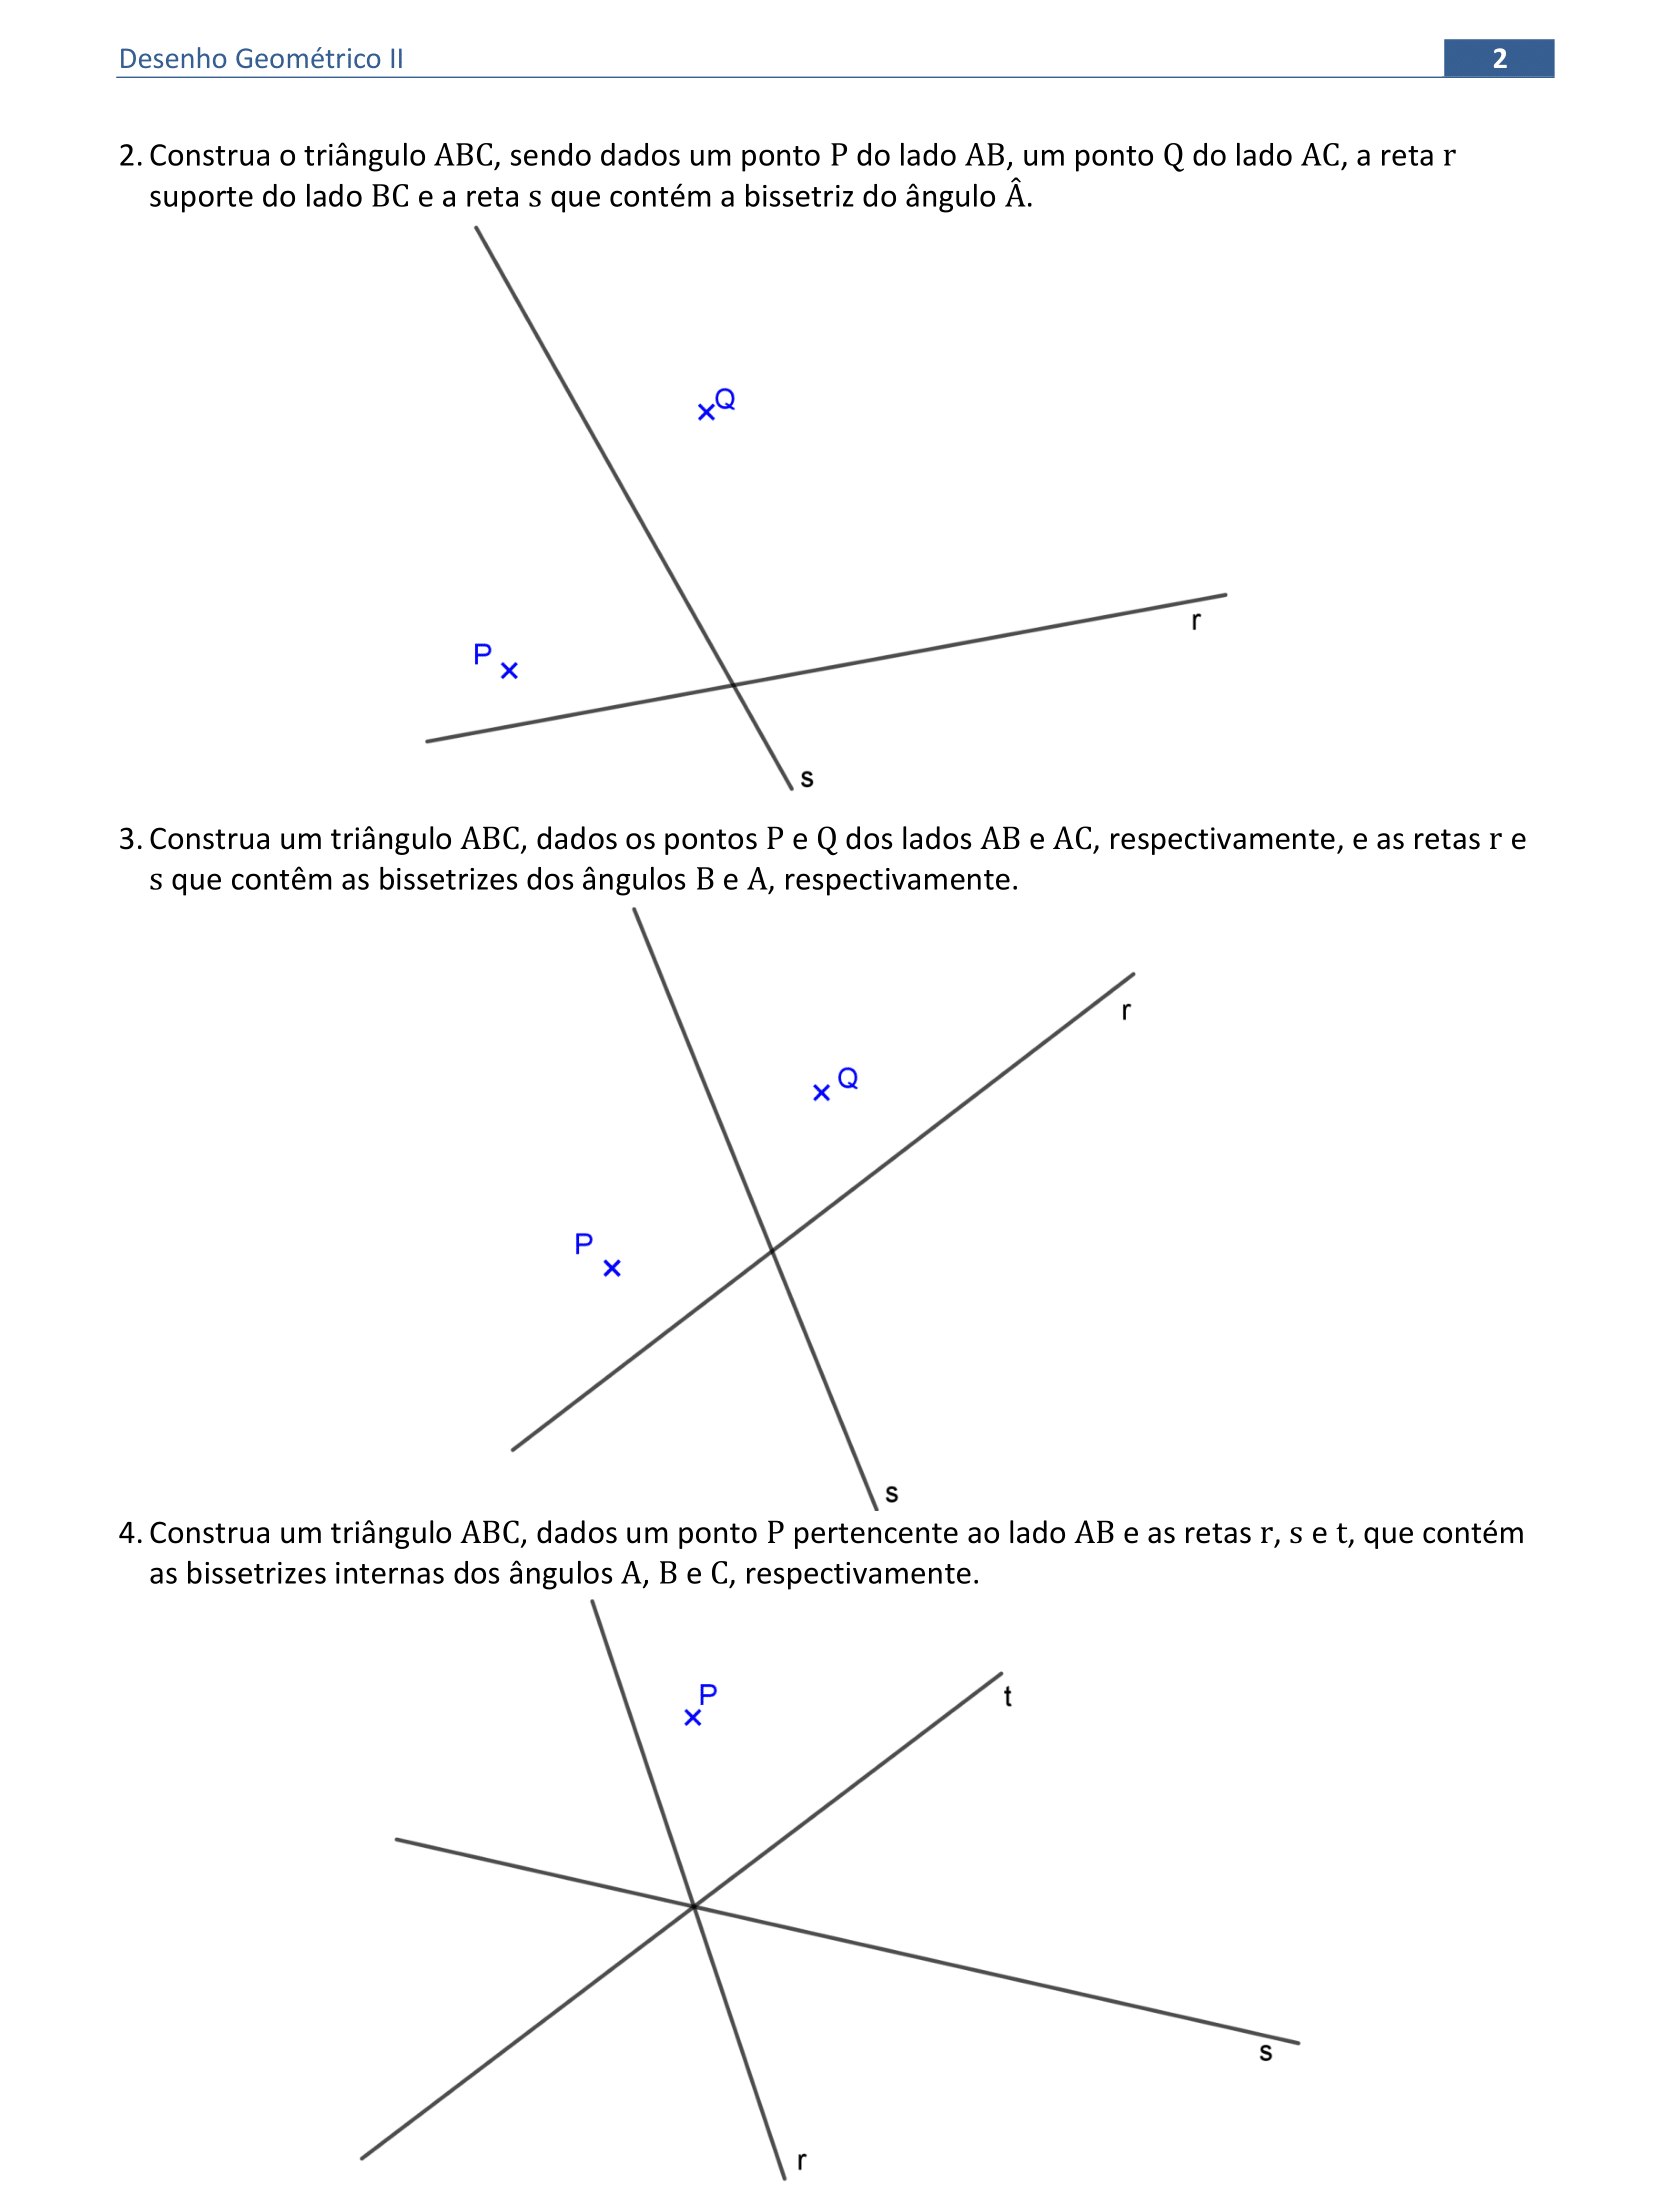 Desenho Geométrico II 2
2. Construa o triângulo ABC, sendo dados um ponto P do lado AB, um ponto Q do lado AC, a reta r
suporte do lado BC e a reta s que contém a bissetriz do ângulo Â.
Q
r
P
s
3. Construa um triângulo ABC, dados os pontos P e Q dos lados AB e AC, respectivamente, e as retas r e
s que contêm as bissetrizes dos ângulos B e A, respectivamente.
r
Q
P
s
4. Construa um triângulo ABC, dados um ponto P pertencente ao lado AB e as retas r, s e t, que contém
as bissetrizes internas dos ângulos A, B e C, respectivamente.
P
t
s
r